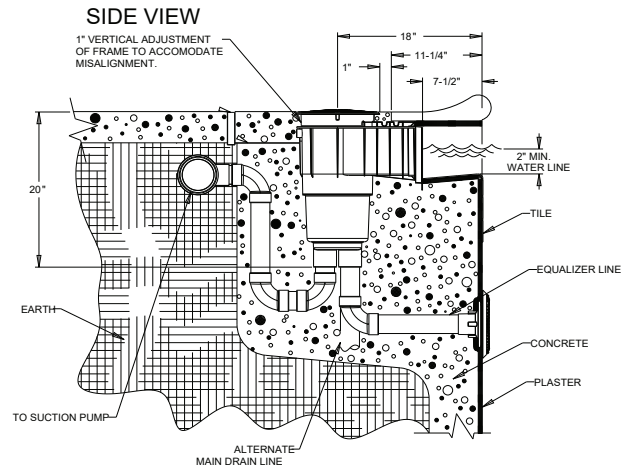 SIDE VIEW
1" VERTICAL ADJUSTMENT
OF FRAME TO ACCOMODATE
MISALIGNMENT.
18"
11-1/4"
1"
7-1/2"
20"
2" MIN.
WATER LINE
TILE
EQUALIZER LINE
EARTH
CONCRETE
PLASTER
TO SUCTION PUMP
ALTERNATE
MAIN DRAIN LINE